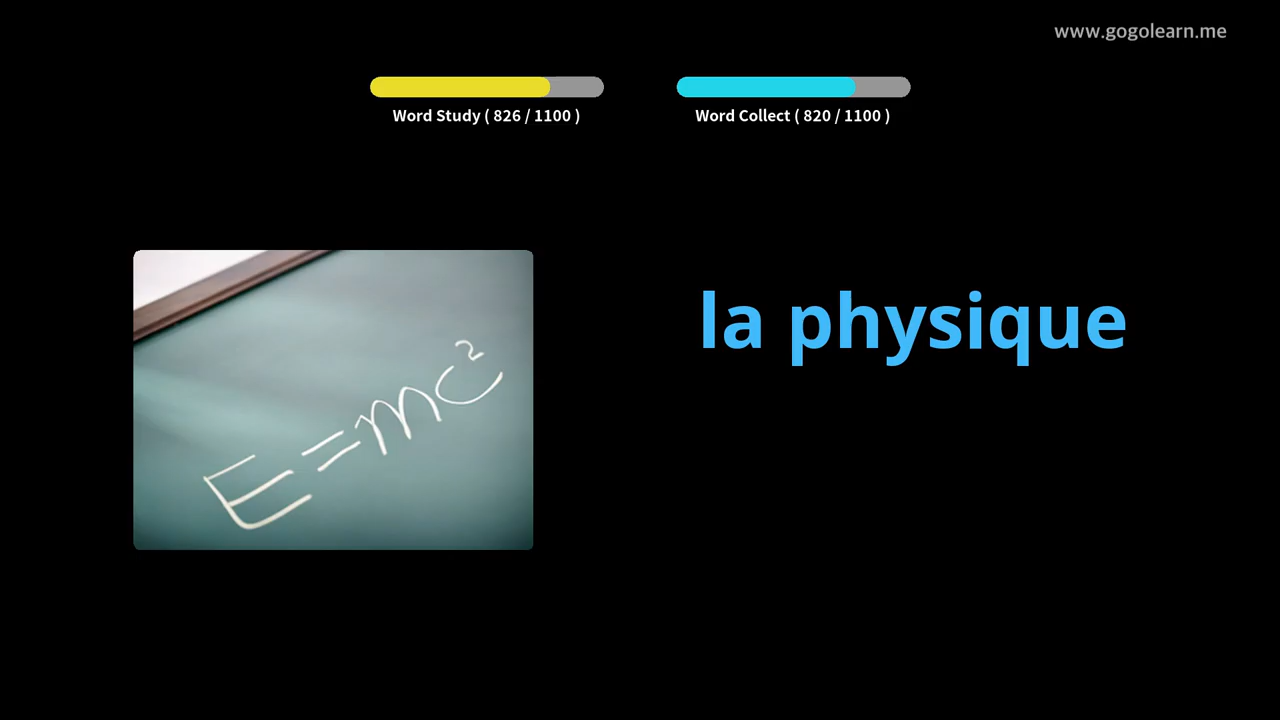 www.gogolearn.me
Word Study ( 826 / 1100 )
Word Collect ( 820 / 1100 )
la physique
E=mc²